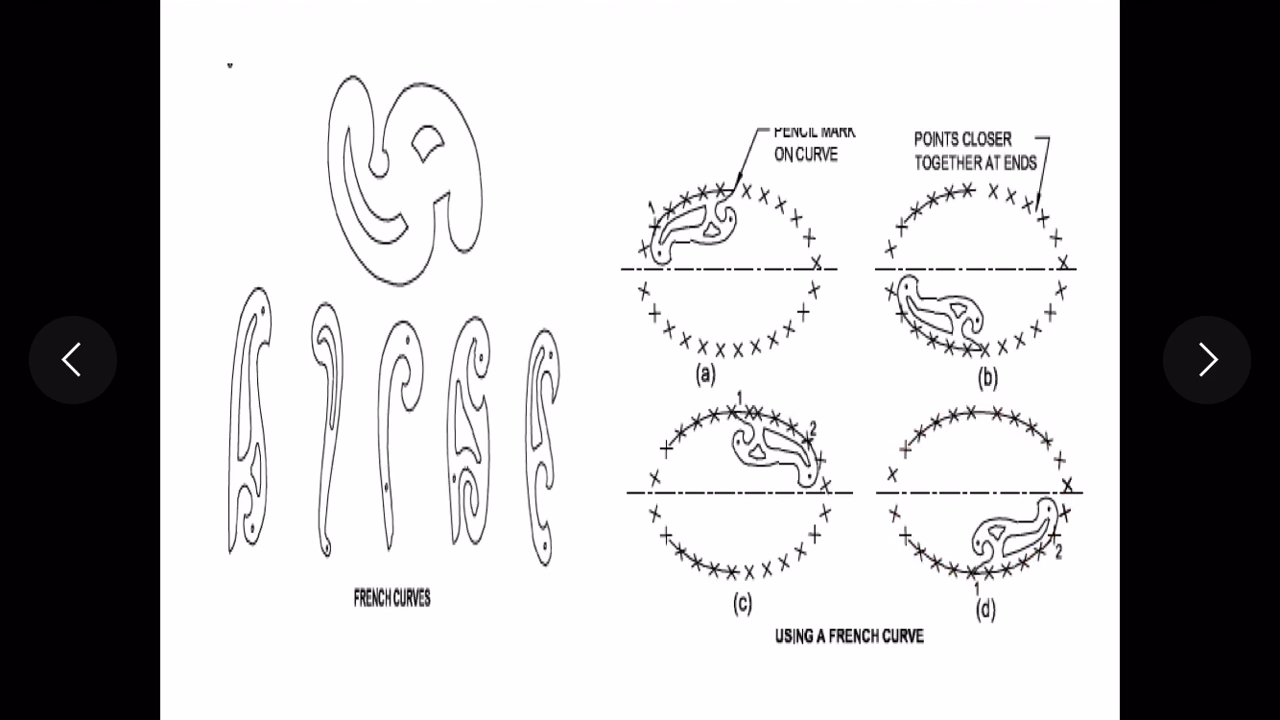 PENCIL MARK
ON CURVE
POINTS CLOSER
TOGETHER AT ENDS
1
(a)
(b)
1
2
(c)
2
1
(d)
FRENCH CURVES
USING A FRENCH CURVE